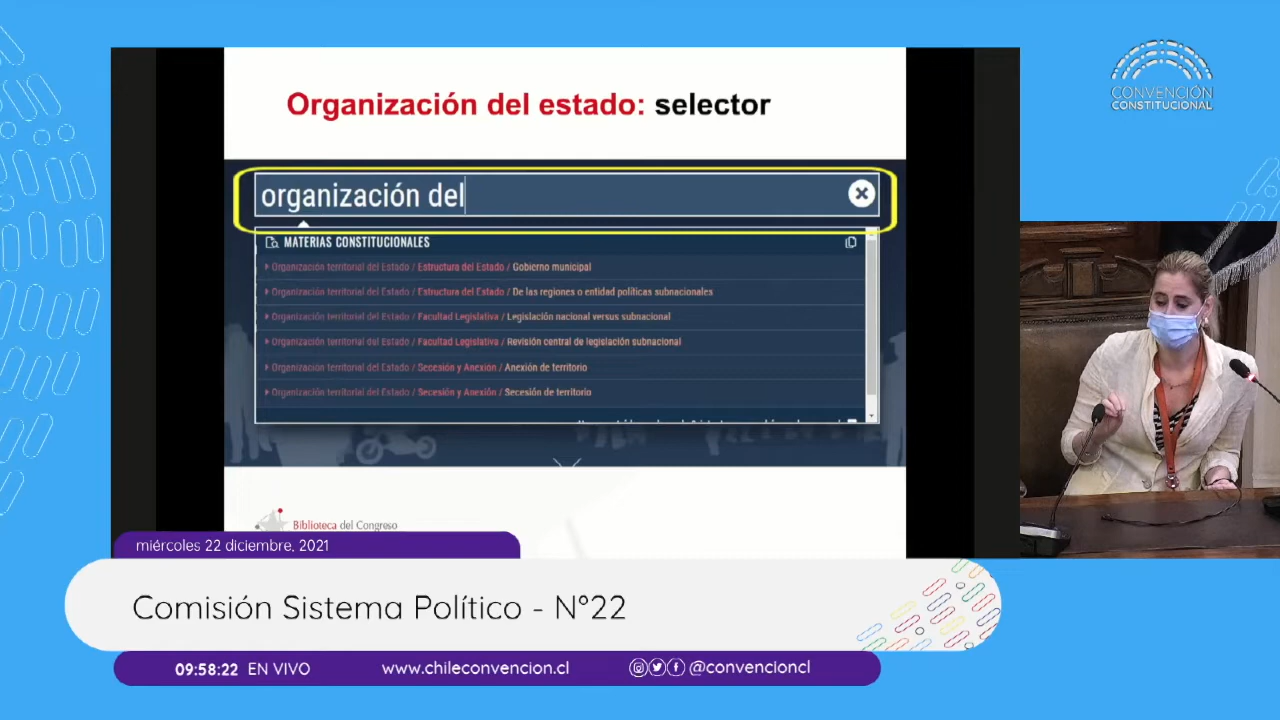 CONVENCIÓN
CONSTITUCIONAL
Organización del estado: selector
organización del
MATERIAS CONSTITUCIONALES
Organización territorial del Estado / Estructura del Estado / Gobierno municipal
Organización territorial del Estado / Estructura del Estado / De las regiones o entidad políticas subnacionales
Organización territorial del Estado / Facultad Legislativa / Legislación nacional versus subnacional
Organización territorial del Estado / Facultad Legislativa / Revisión central de legislación subnacional
Organización territorial del Estado / Secesión y Anexión / Anexión de territorio
Organización territorial del Estado / Secesión y Anexión / Secesión de territorio
Biblioteca del Congreso
miércoles 22 diciembre, 2021
Comisión Sistema Político - N°22
09:58:22 EN VIVO www.chileconvencion.cl @convencioncl